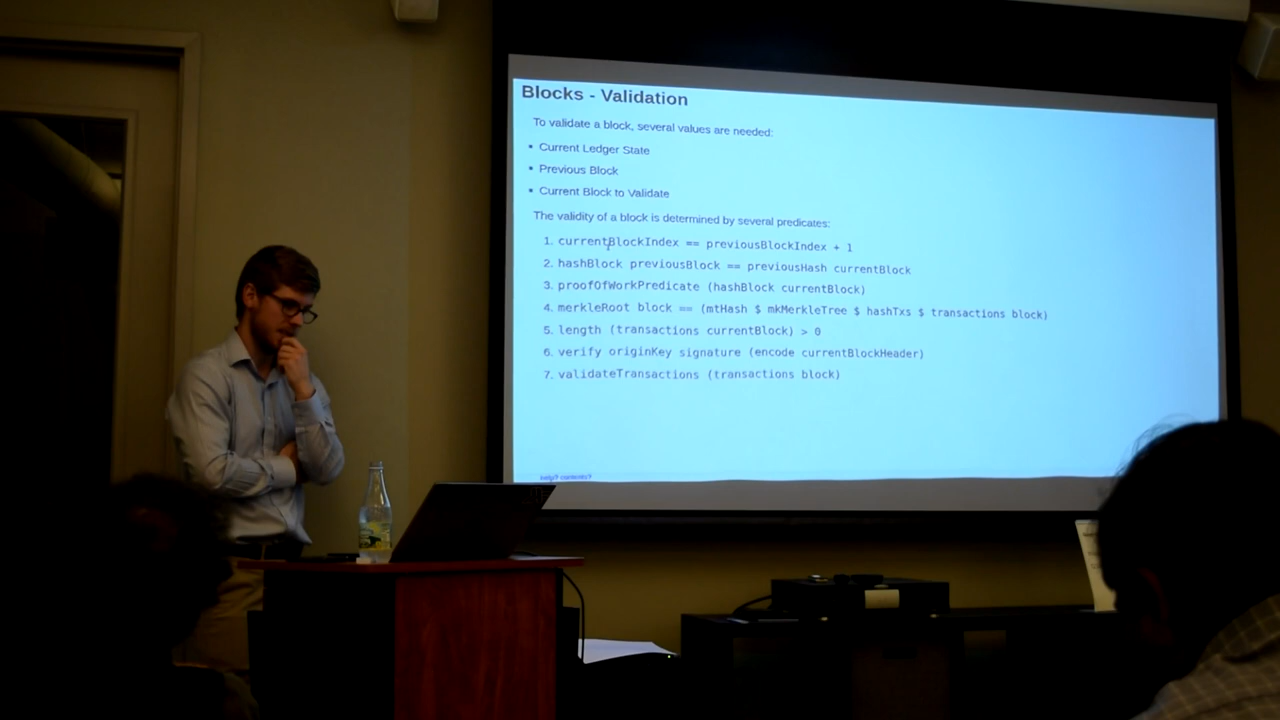 Blocks - Validation
To validate a block, several values are needed:
▪ Current Ledger State
▪ Previous Block
▪ Current Block to Validate
The validity of a block is determined by several predicates:
1. currentBlockIndex == previousBlockIndex + 1
2. hashBlock previousBlock == previousHash currentBlock
3. proofOfWorkPredicate (hashBlock currentBlock)
4. merkleRoot block == (mtHash $ mkMerkleTree $ hashTxs $ transactions block)
5. length (transactions currentBlock) > 0
6. verify originKey signature (encode currentBlockHeader)
7. validateTransactions (transactions block)
help? contents?